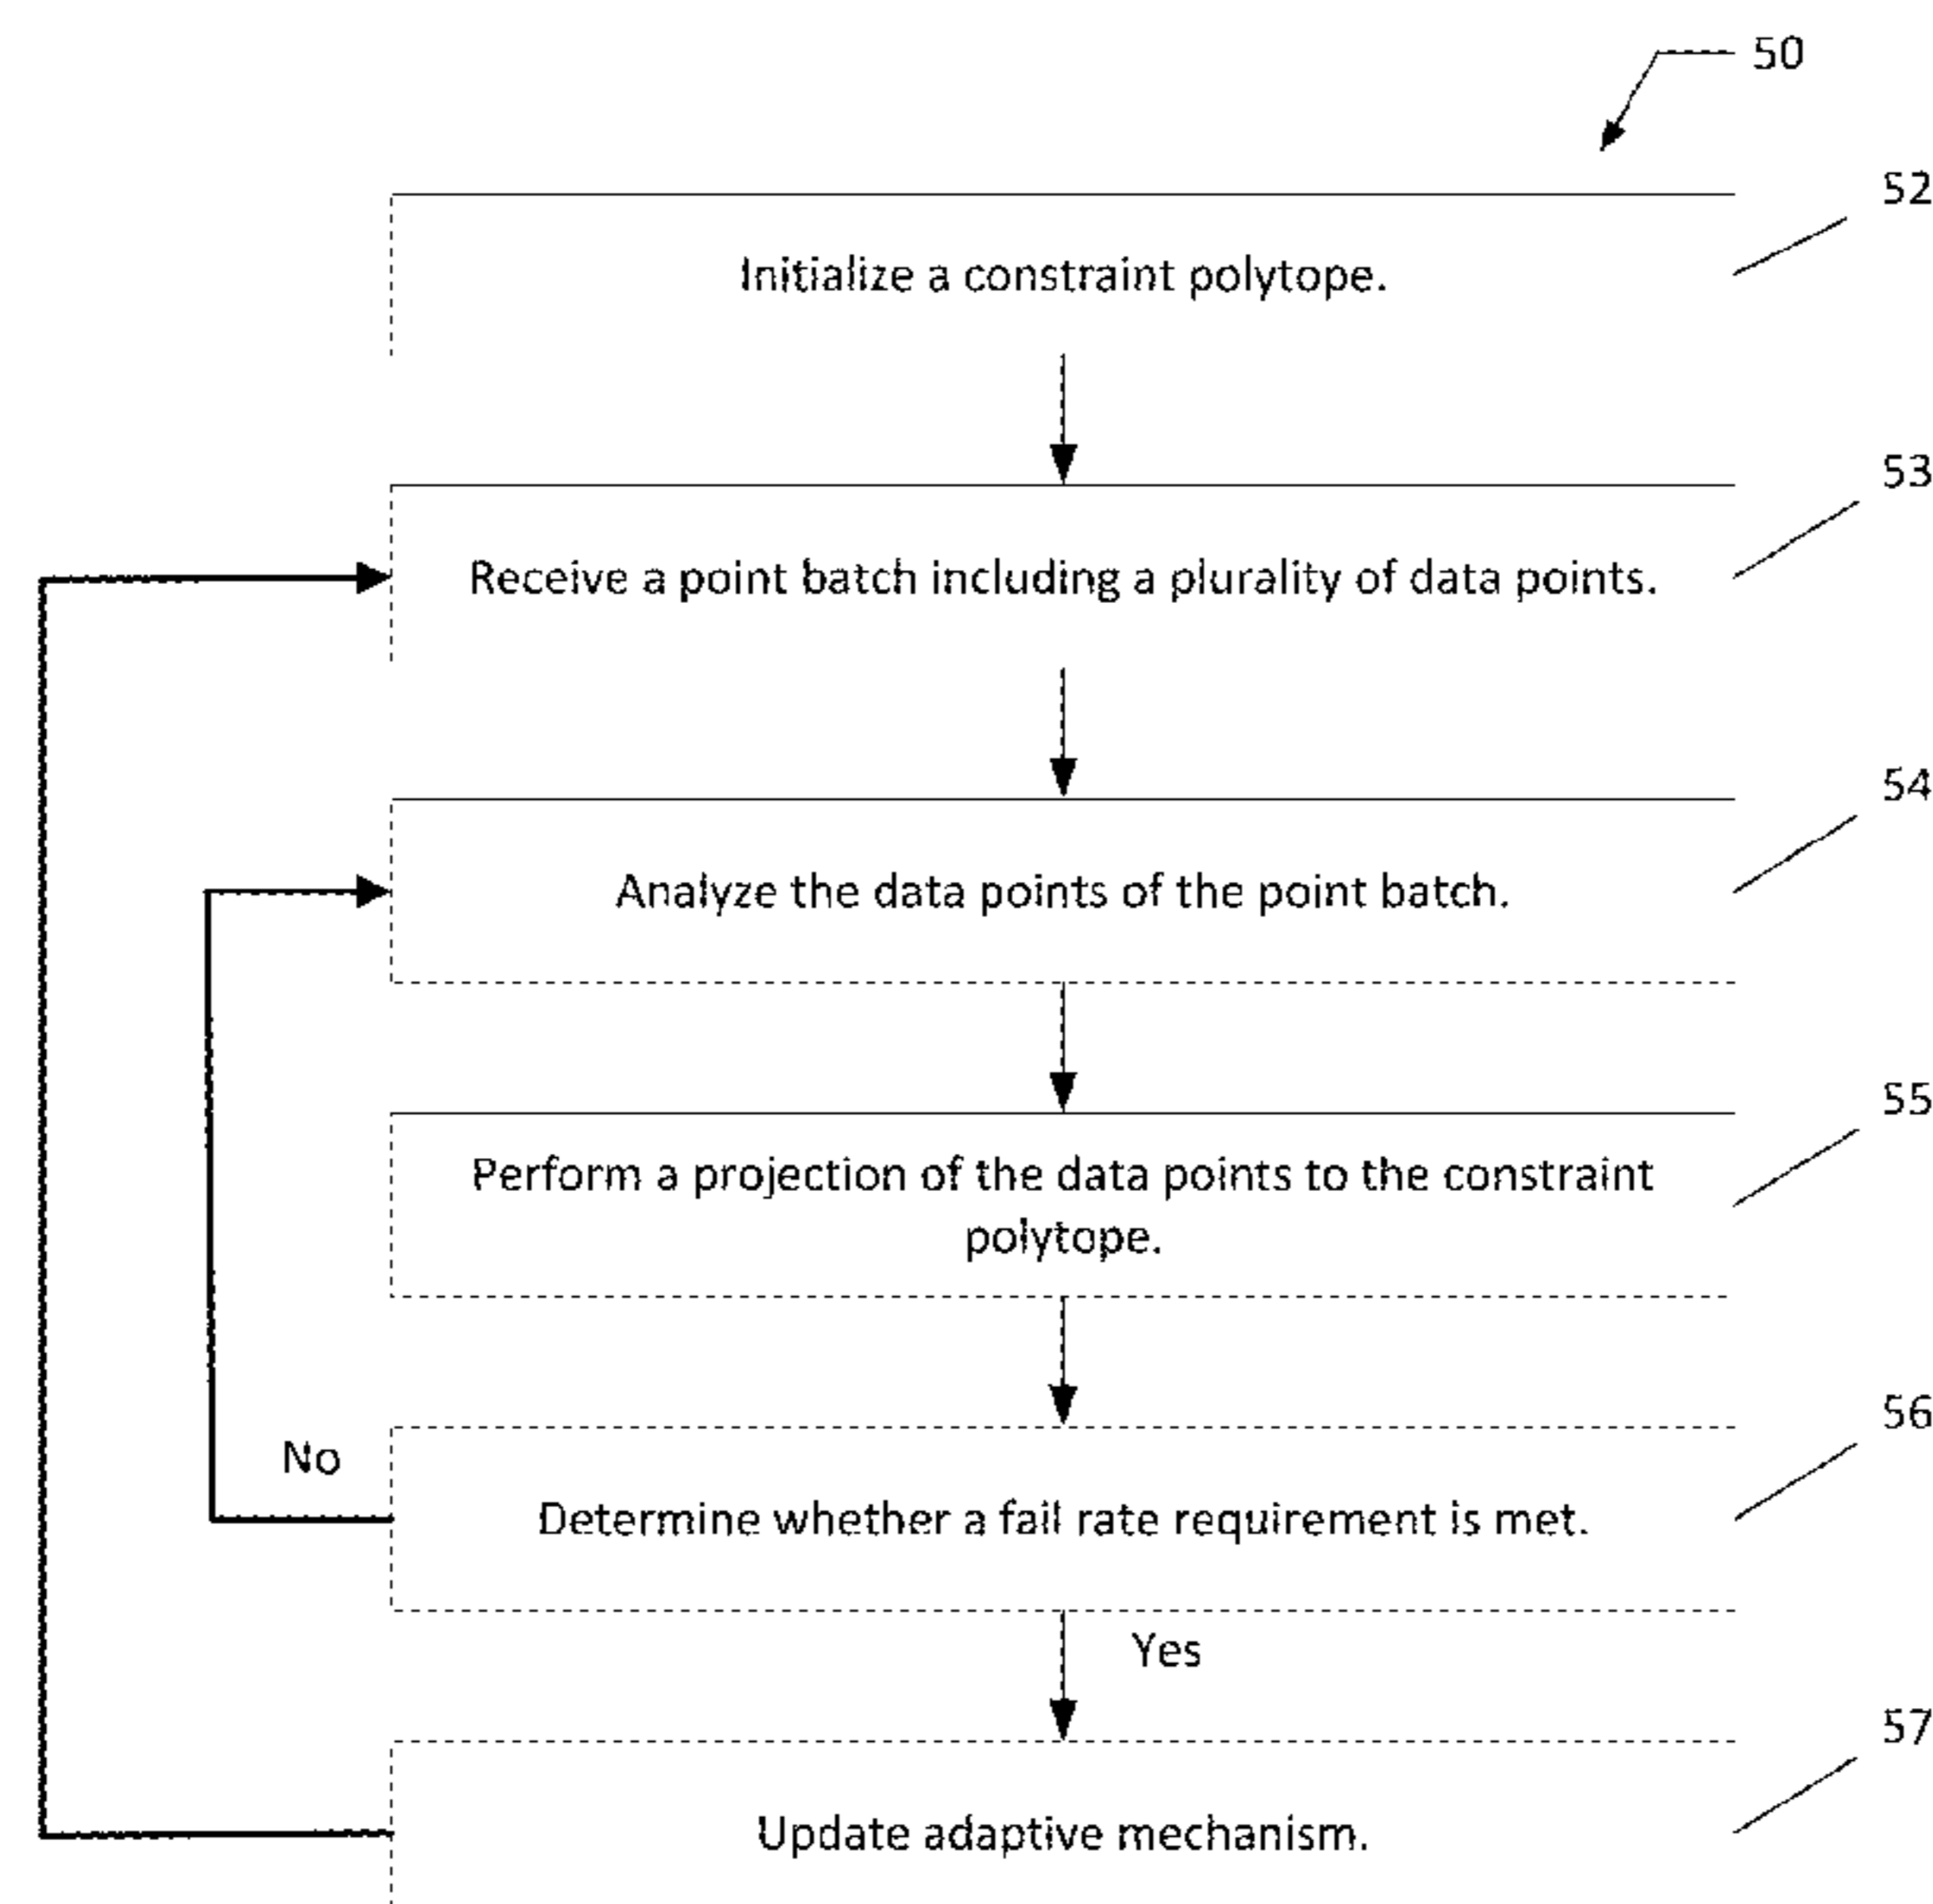 50
52
Initialize a constraint polytope.
53
Receive a point batch including a plurality of data points.
54
Analyze the data points of the point batch.
55
Perform a projection of the data points to the constraint
polytope.
56
No
Determine whether a fail rate requirement is met.
Yes
57
Update adaptive mechanism.